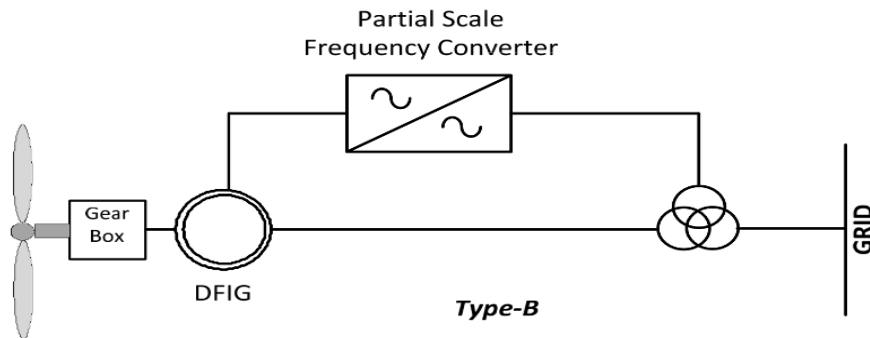 Partial Scale
Frequency Converter
Gear
Box
DFIG
Type-B
GRID